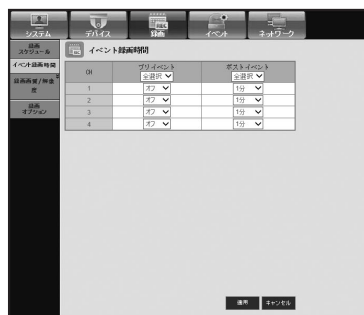 システム デバイス 録画 イベント ネットワーク
録画
スケジュール
イベント録画時間
録画画質/解像
度
録画
オプション
イベント録画時間
CH プリイベント ポストイベント
全選択 全選択
1 オフ 1分
2 オフ 1分
3 オフ 1分
4 オフ 1分
適用 キャンセル